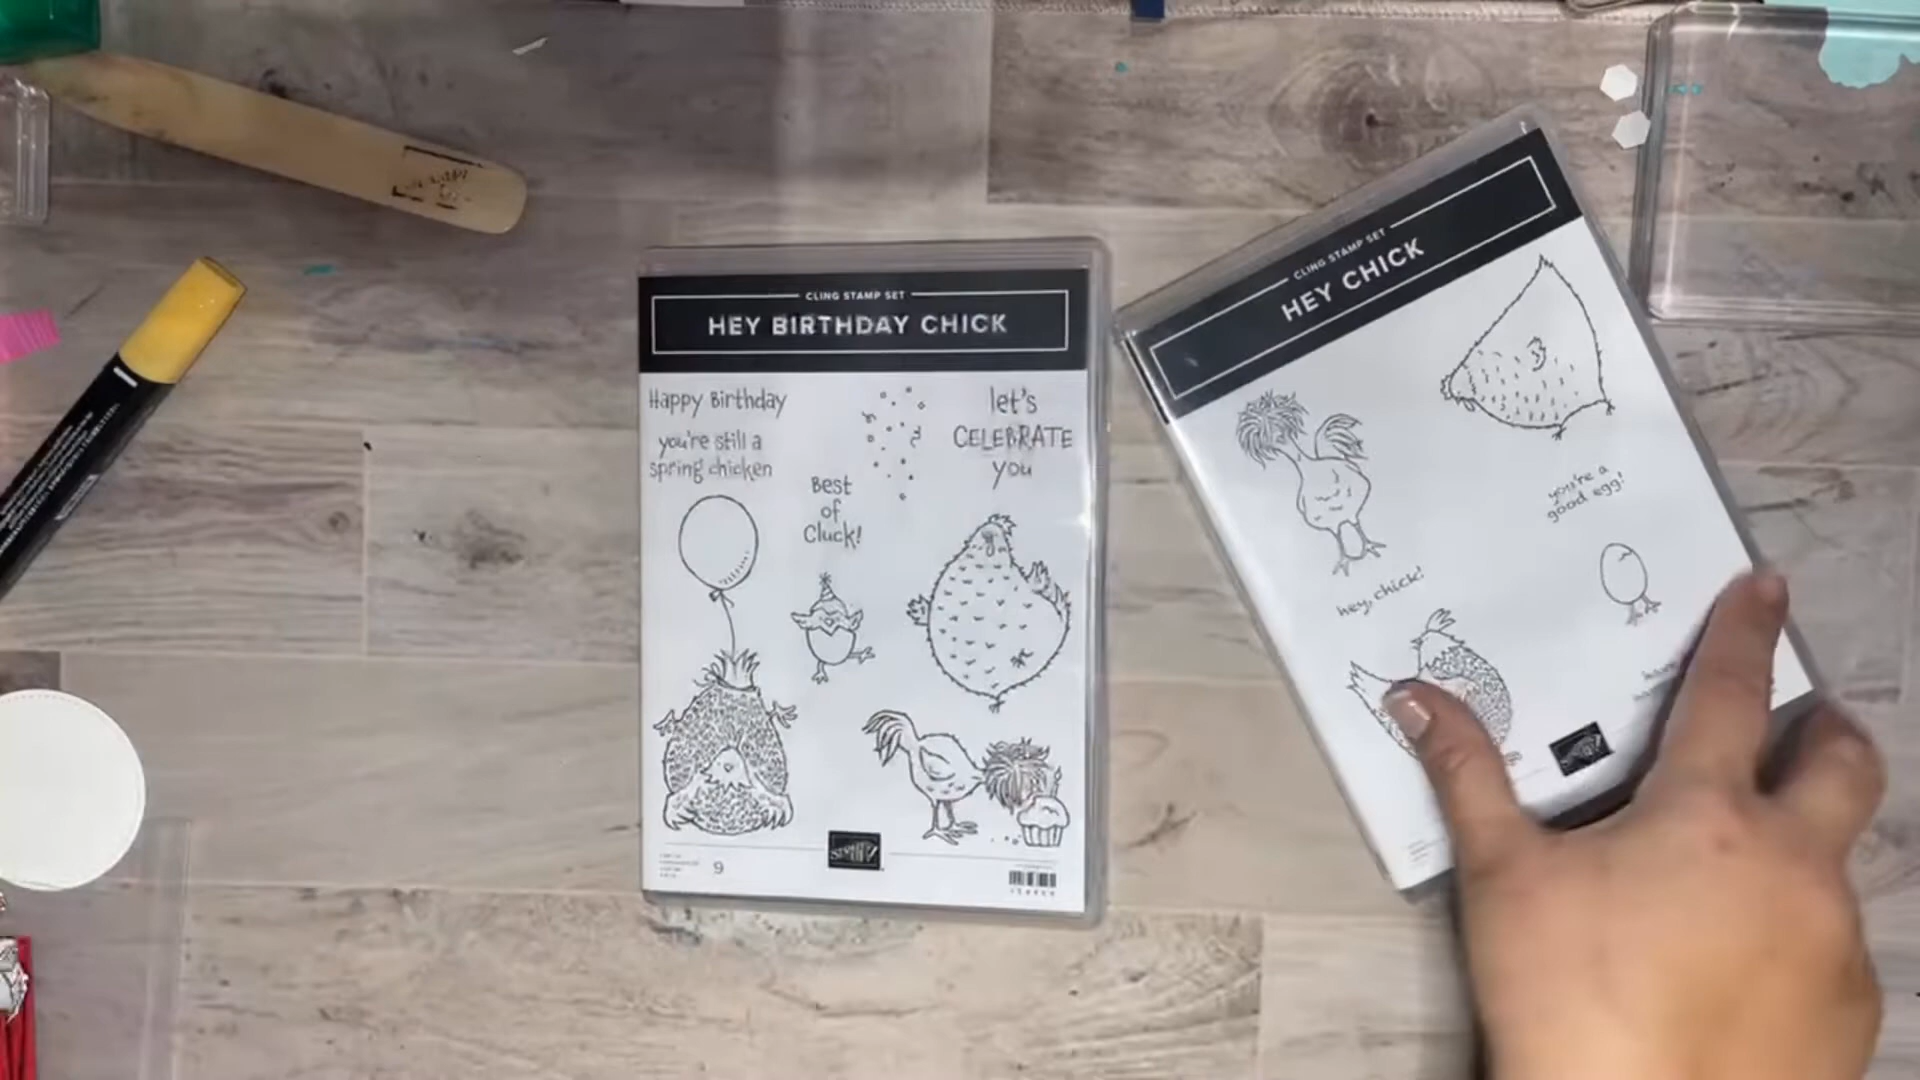 CLING STAMP SET
HEY BIRTHDAY CHICK
Happy Birthday
you're still a
spring chicken
Best
of
Cluck!
let's
CELEBRATE
you
9
CLING STAMP SET
HEY CHICK
you're a
good egg!
hey, chick!